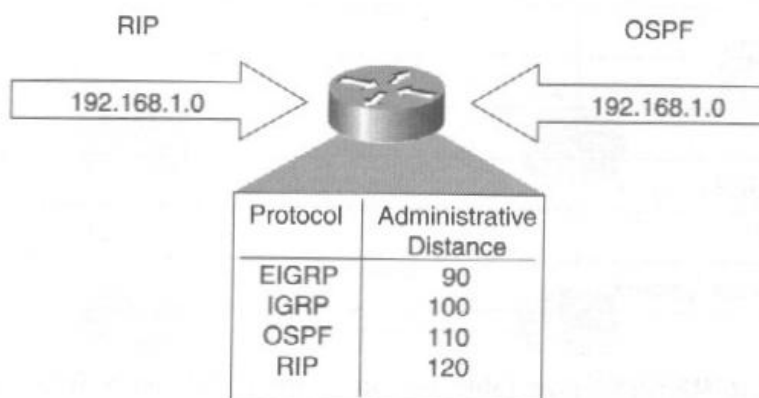 RIP
OSPF
192.168.1.0
192.168.1.0
Protocol Administrative
Distance
EIGRP 90
IGRP 100
OSPF 110
RIP 120